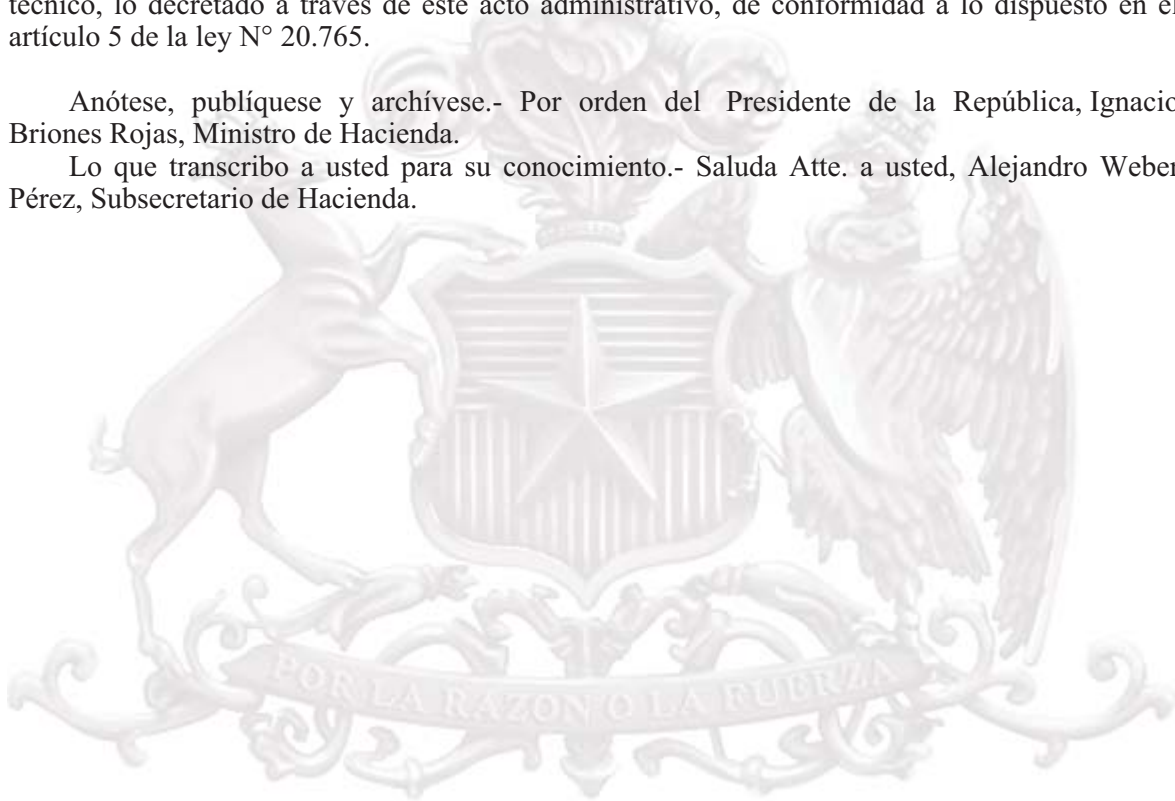 técnico, lo decretado a través de este acto administrativo, de conformidad a lo dispuesto en el
artículo 5 de la ley N° 20.765.
Anótese, publíquese y archívese.- Por orden del Presidente de la República, Ignacio
Briones Rojas, Ministro de Hacienda.
Lo que transcribo a usted para su conocimiento.- Saluda Atte. a usted, Alejandro Weber
Pérez, Subsecretario de Hacienda.
POR LA RAZON O LA FUERZA